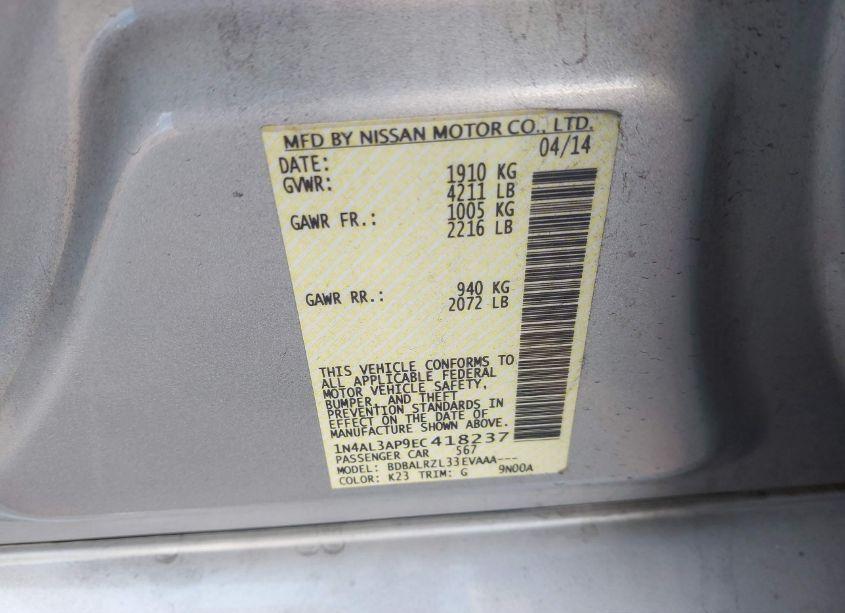 MFD BY NISSAN MOTOR CO., LTD.
DATE: 04/14
GVWR: 1910 KG
4211 LB
GAWR FR.: 1005 KG
2216 LB
GAWR RR.: 940 KG
2072 LB
THIS VEHICLE CONFORMS TO
ALL APPLICABLE FEDERAL
MOTOR VEHICLE SAFETY,
BUMPER, AND THEFT
PREVENTION STANDARDS IN
EFFECT ON THE DATE OF
MANUFACTURE SHOWN ABOVE.
1N4AL3AP9EC418237
PASSENGER CAR 567
MODEL: BDBALRZL33EVAAA---
COLOR: K23 TRIM: G 9N00A